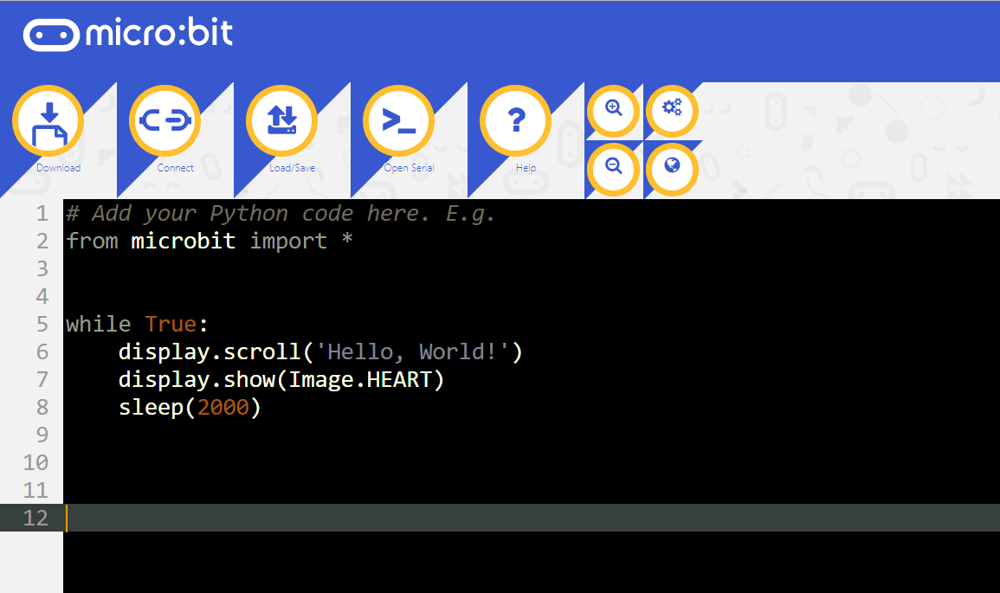 micro:bit
Download Connect Load/Save Open Serial Help
1 # Add your Python code here. E.g.
2 from microbit import *
3
4
5 while True:
6     display.scroll('Hello, World!')
7     display.show(Image.HEART)
8     sleep(2000)
9
10
11
12